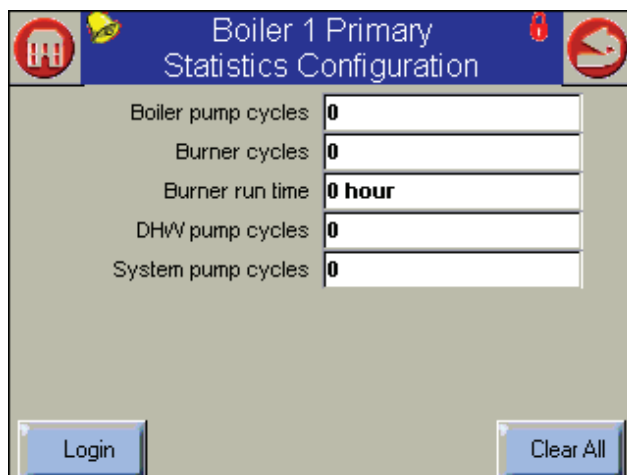 Boiler 1 Primary
Statistics Configuration
Boiler pump cycles 0
Burner cycles 0
Burner run time 0 hour
DHW pump cycles 0
System pump cycles 0
Login Clear All